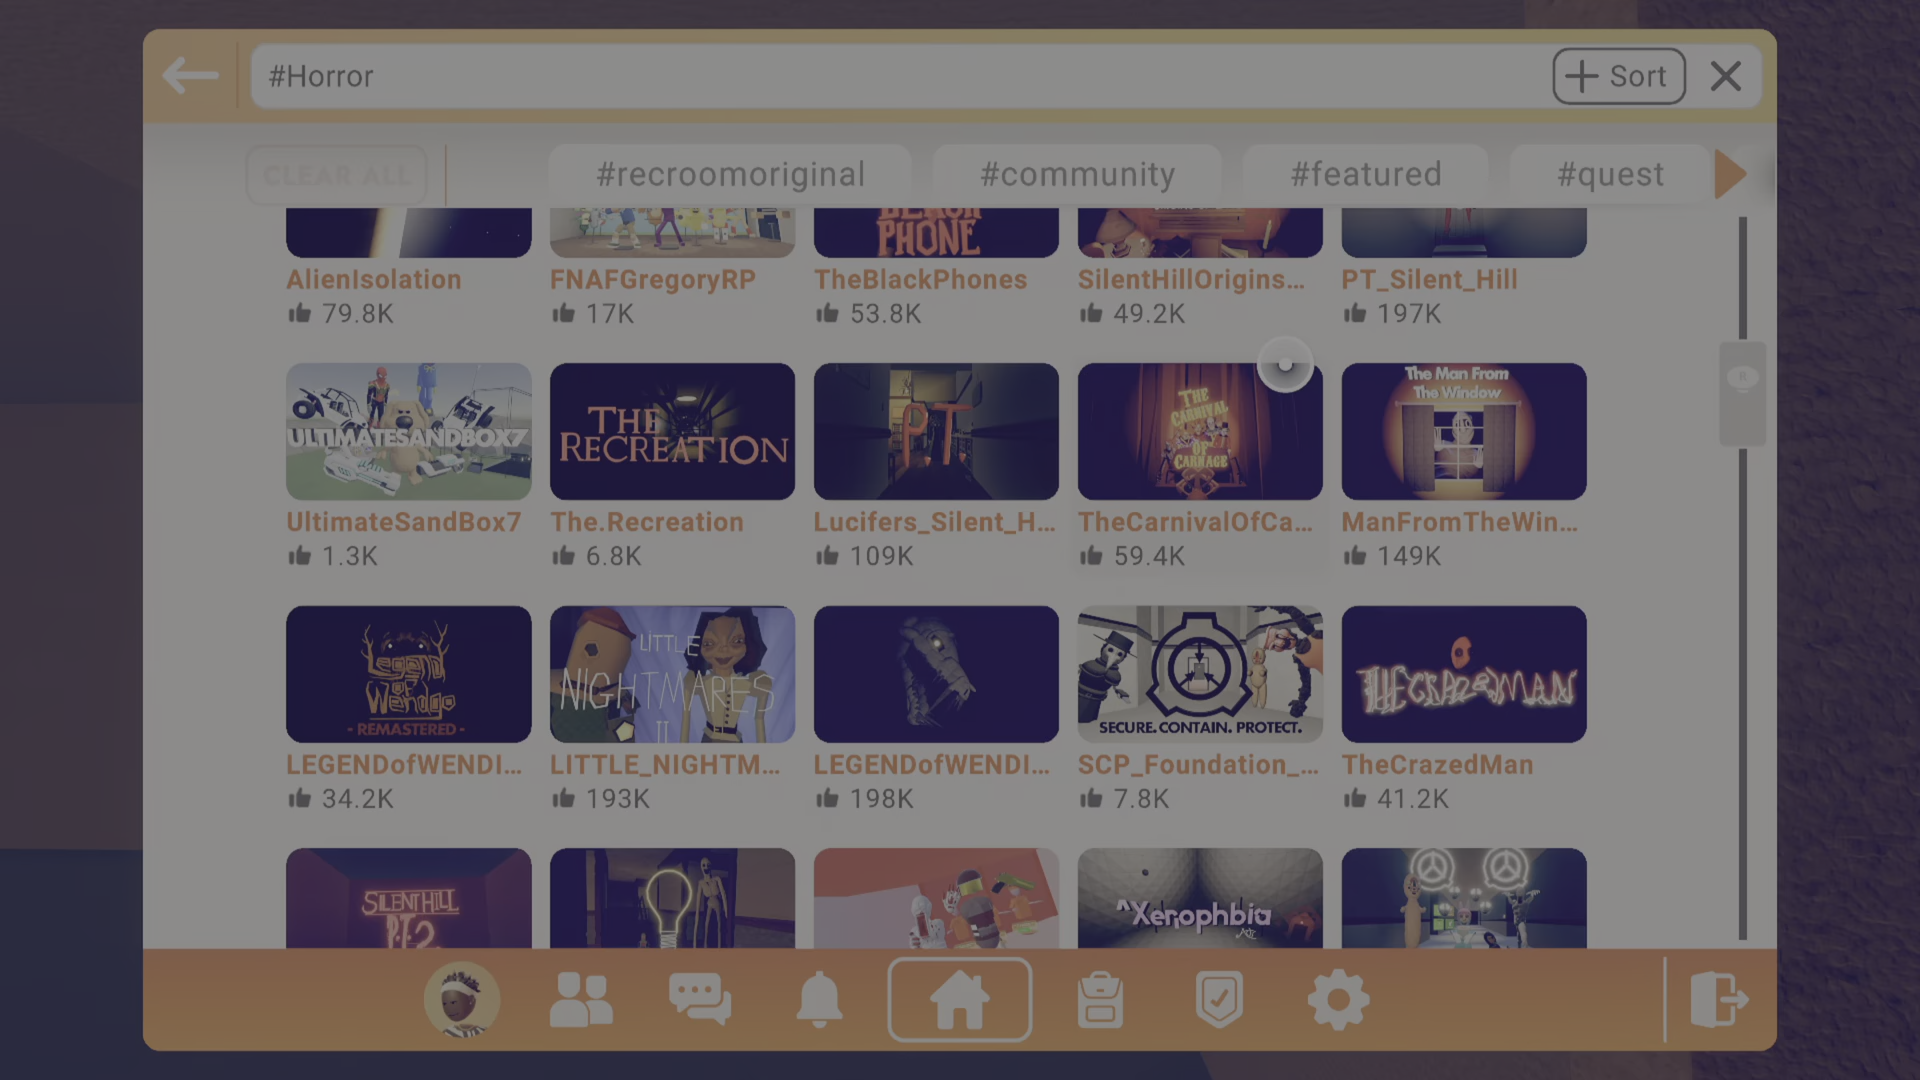 #Horror
Sort
CLEAR ALL
#recroomoriginal
#community
#featured
#quest
BLACK
PHONE
AlienIsolation
FNAFGregoryRP
TheBlackPhones
SilentHillOrigins...
PT_Silent_Hill
79.8K
17K
53.8K
49.2K
197K
ULTIMATESANDBOX7
THE
RECREATION
PT
THE
CARNIVAL
OF
CARNAGE
The Man From
The Window
UltimateSandBox7
The.Recreation
Lucifers_Silent_H...
TheCarnivalOfCa...
ManFromTheWin...
1.3K
6.8K
109K
59.4K
149K
Legend
of
Wendgo
- REMASTERED -
LITTLE
NIGHTMARES
II
SECURE. CONTAIN. PROTECT.
THECRAZEDMAN
LEGENDofWENDI...
LITTLE_NIGHTM...
LEGENDofWENDI...
SCP_Foundation_...
TheCrazedMan
34.2K
193K
198K
7.8K
41.2K
SILENT HILL
P.T.2.
^Xerophbia